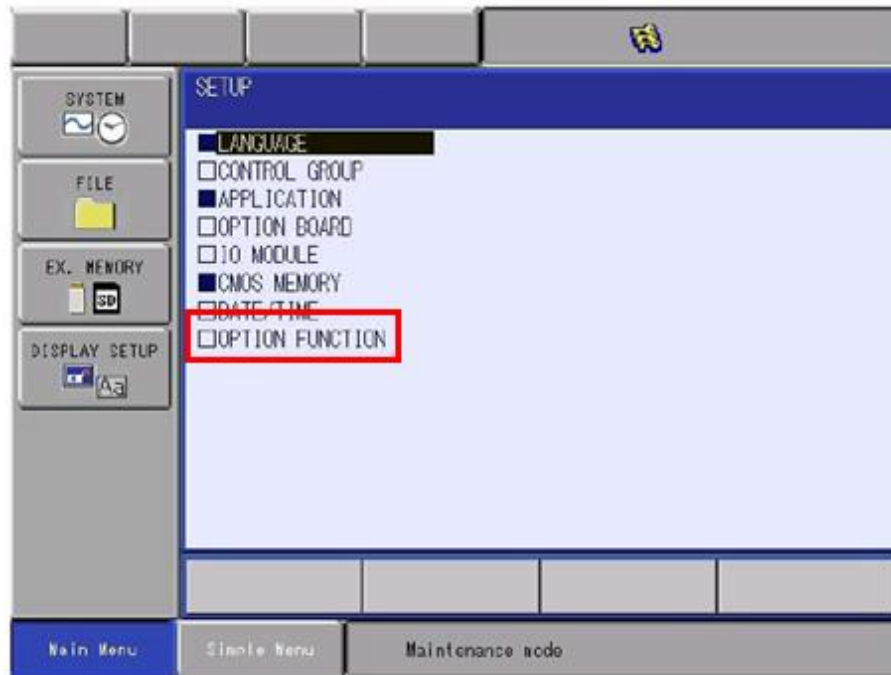 SYSTEM
FILE
EX. MEMORY
SD
DISPLAY SETUP
Aa
SETUP
LANGUAGE
CONTROL GROUP
APPLICATION
OPTION BOARD
IO MODULE
CMOS MEMORY
DATE/TIME
OPTION FUNCTION
Main Menu
Simple Menu
Maintenance mode